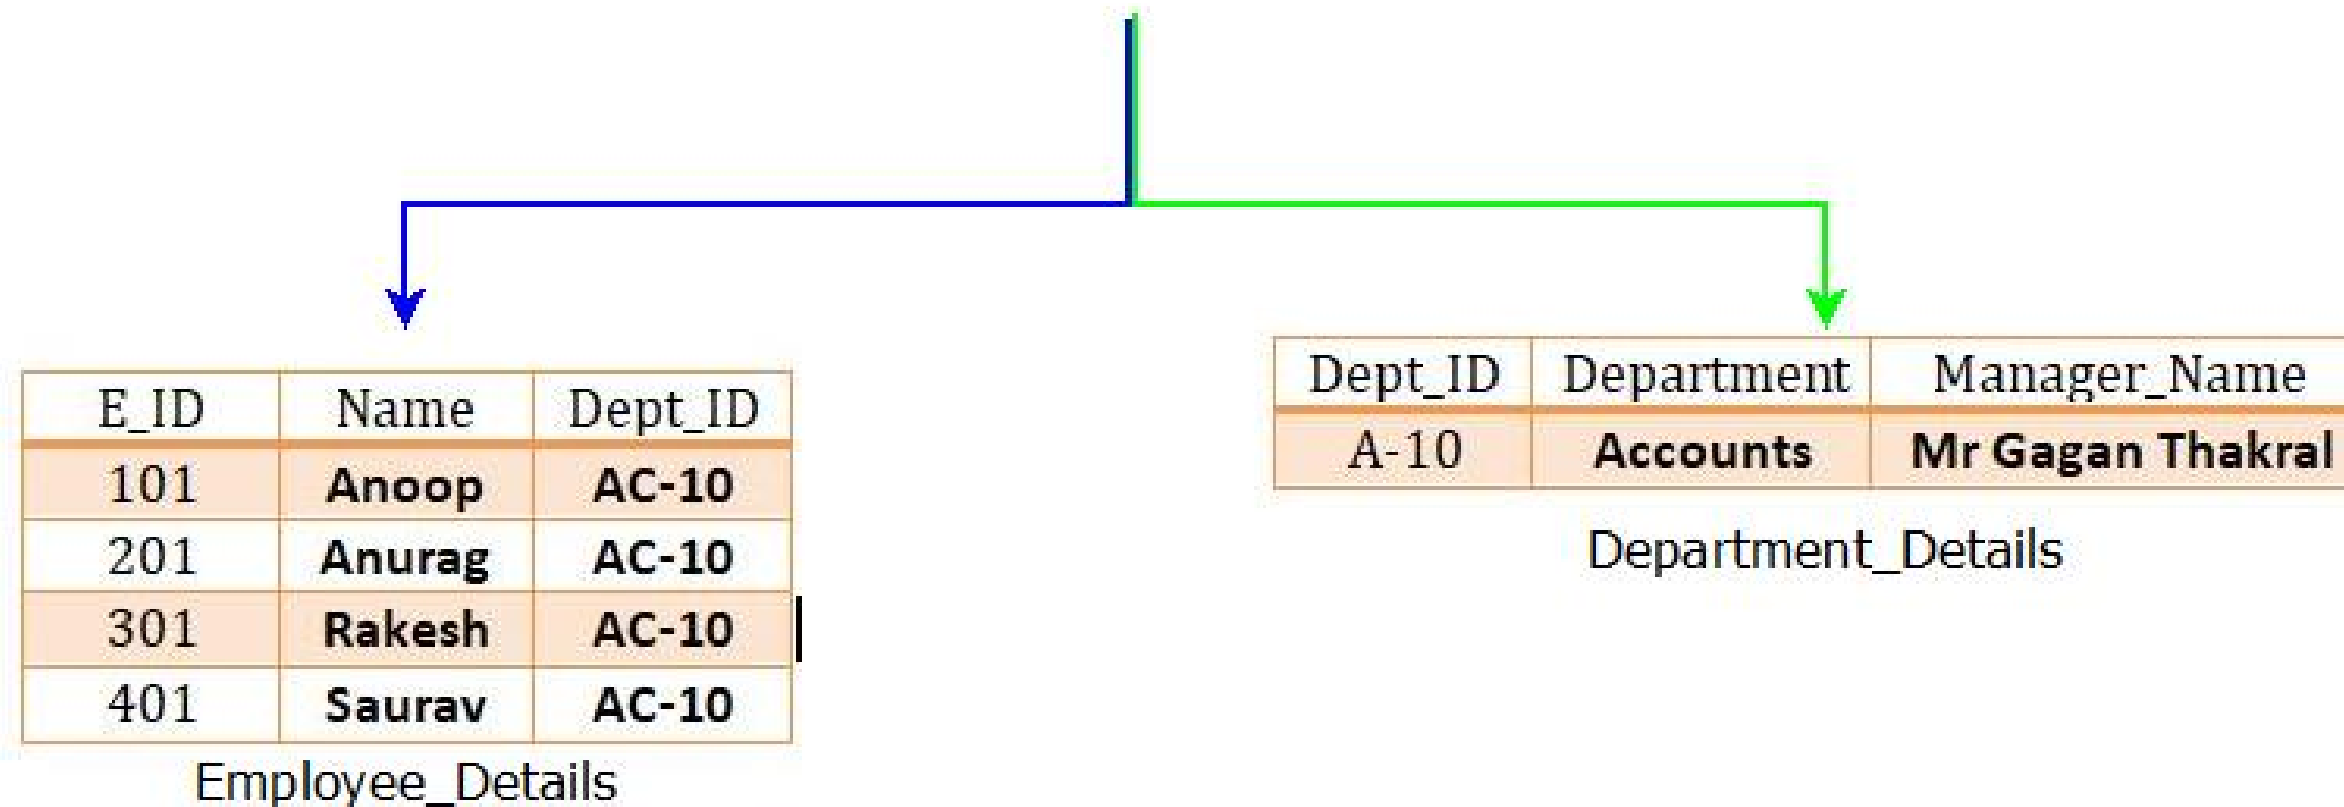 E_ID Name Dept_ID
101 Anoop AC-10
201 Anurag AC-10
301 Rakesh AC-10
401 Saurav AC-10
Employee_Details
Dept_ID Department Manager_Name
A-10 Accounts Mr Gagan Thakral
Department_Details